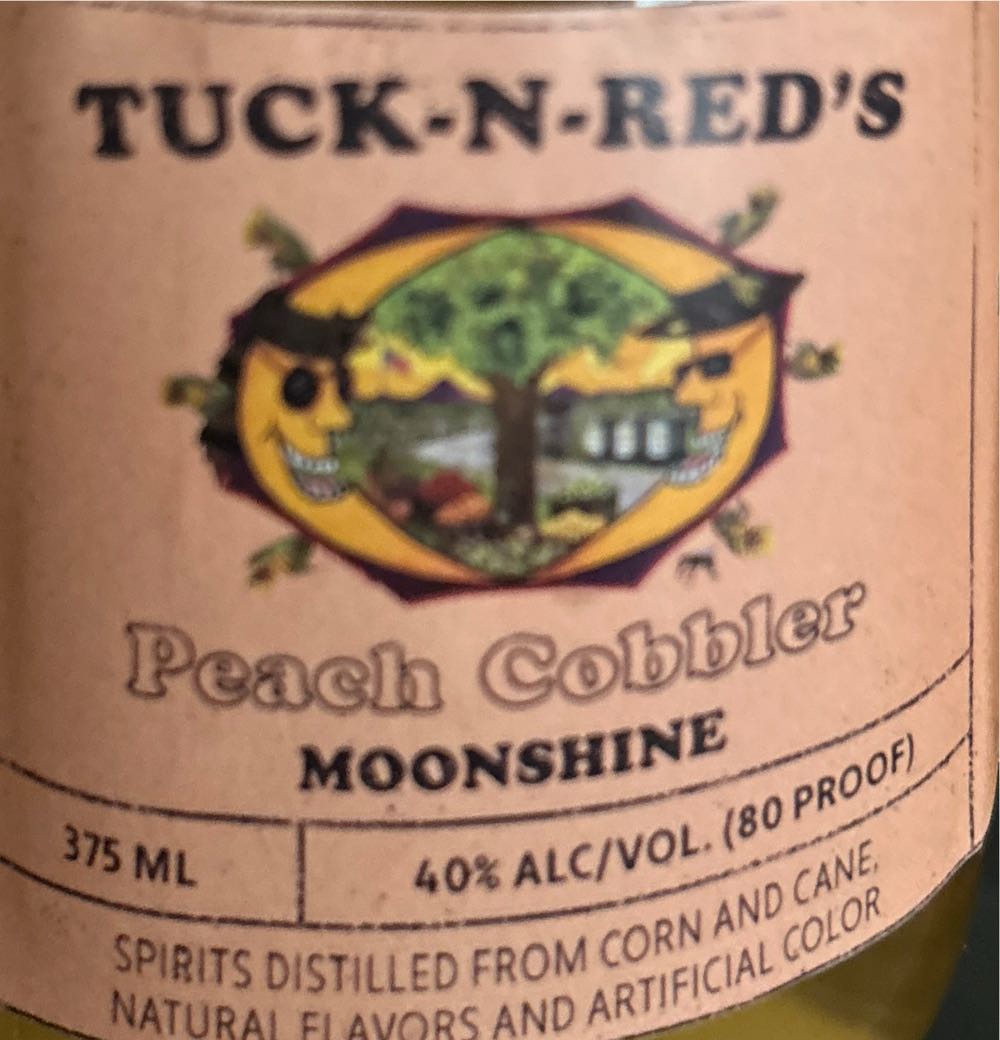 TUCK-N-RED'S
Peach Cobbler
MOONSHINE
375 ML
40% ALC/VOL. (80 PROOF)
SPIRITS DISTILLED FROM CORN AND CANE,
NATURAL FLAVORS AND ARTIFICIAL COLOR